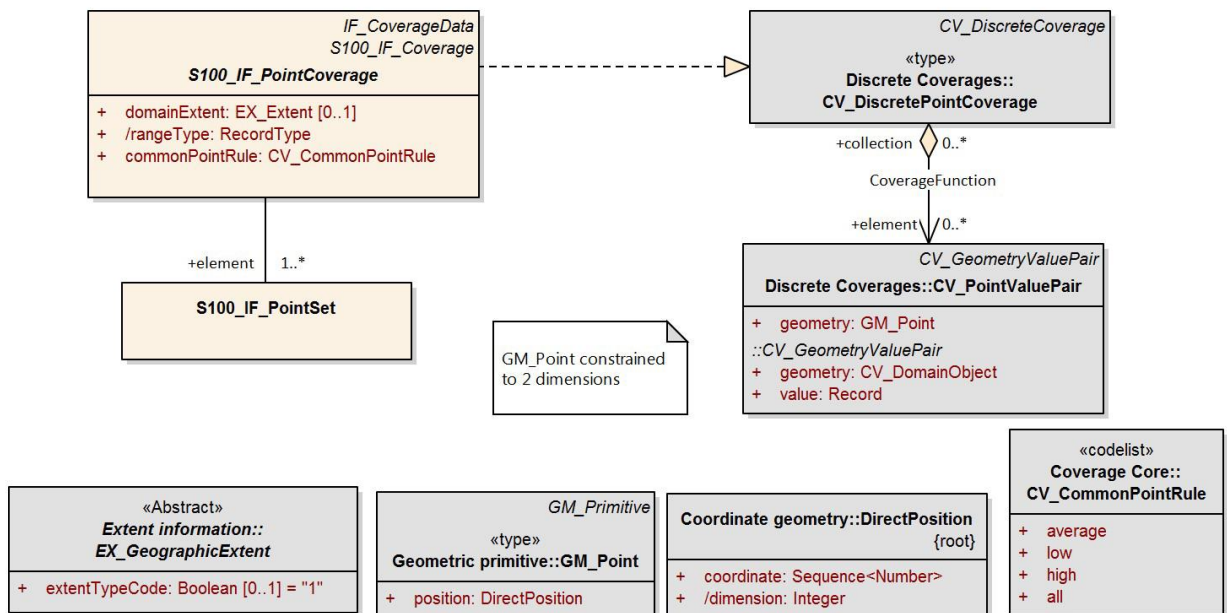 IF_CoverageData
S100_IF_Coverage
S100_IF_PointCoverage
+ domainExtent: EX_Extent [0..1]
+ /rangeType: RecordType
+ commonPointRule: CV_CommonPointRule
CV_DiscreteCoverage
«type»
Discrete Coverages::
CV_DiscretePointCoverage
+collection 0..*
CoverageFunction
+element 0..*
+element 1..*
S100_IF_PointSet
GM_Point constrained
to 2 dimensions
CV_GeometryValuePair
Discrete Coverages::CV_PointValuePair
+ geometry: GM_Point
::CV_GeometryValuePair
+ geometry: CV_DomainObject
+ value: Record
«Abstract»
Extent information::
EX_GeographicExtent
+ extentTypeCode: Boolean [0..1] = "1"
GM_Primitive
«type»
Geometric primitive::GM_Point
+ position: DirectPosition
Coordinate geometry::DirectPosition
{root}
+ coordinate: Sequence<Number>
+ /dimension: Integer
«codelist»
Coverage Core::
CV_CommonPointRule
+ average
+ low
+ high
+ all